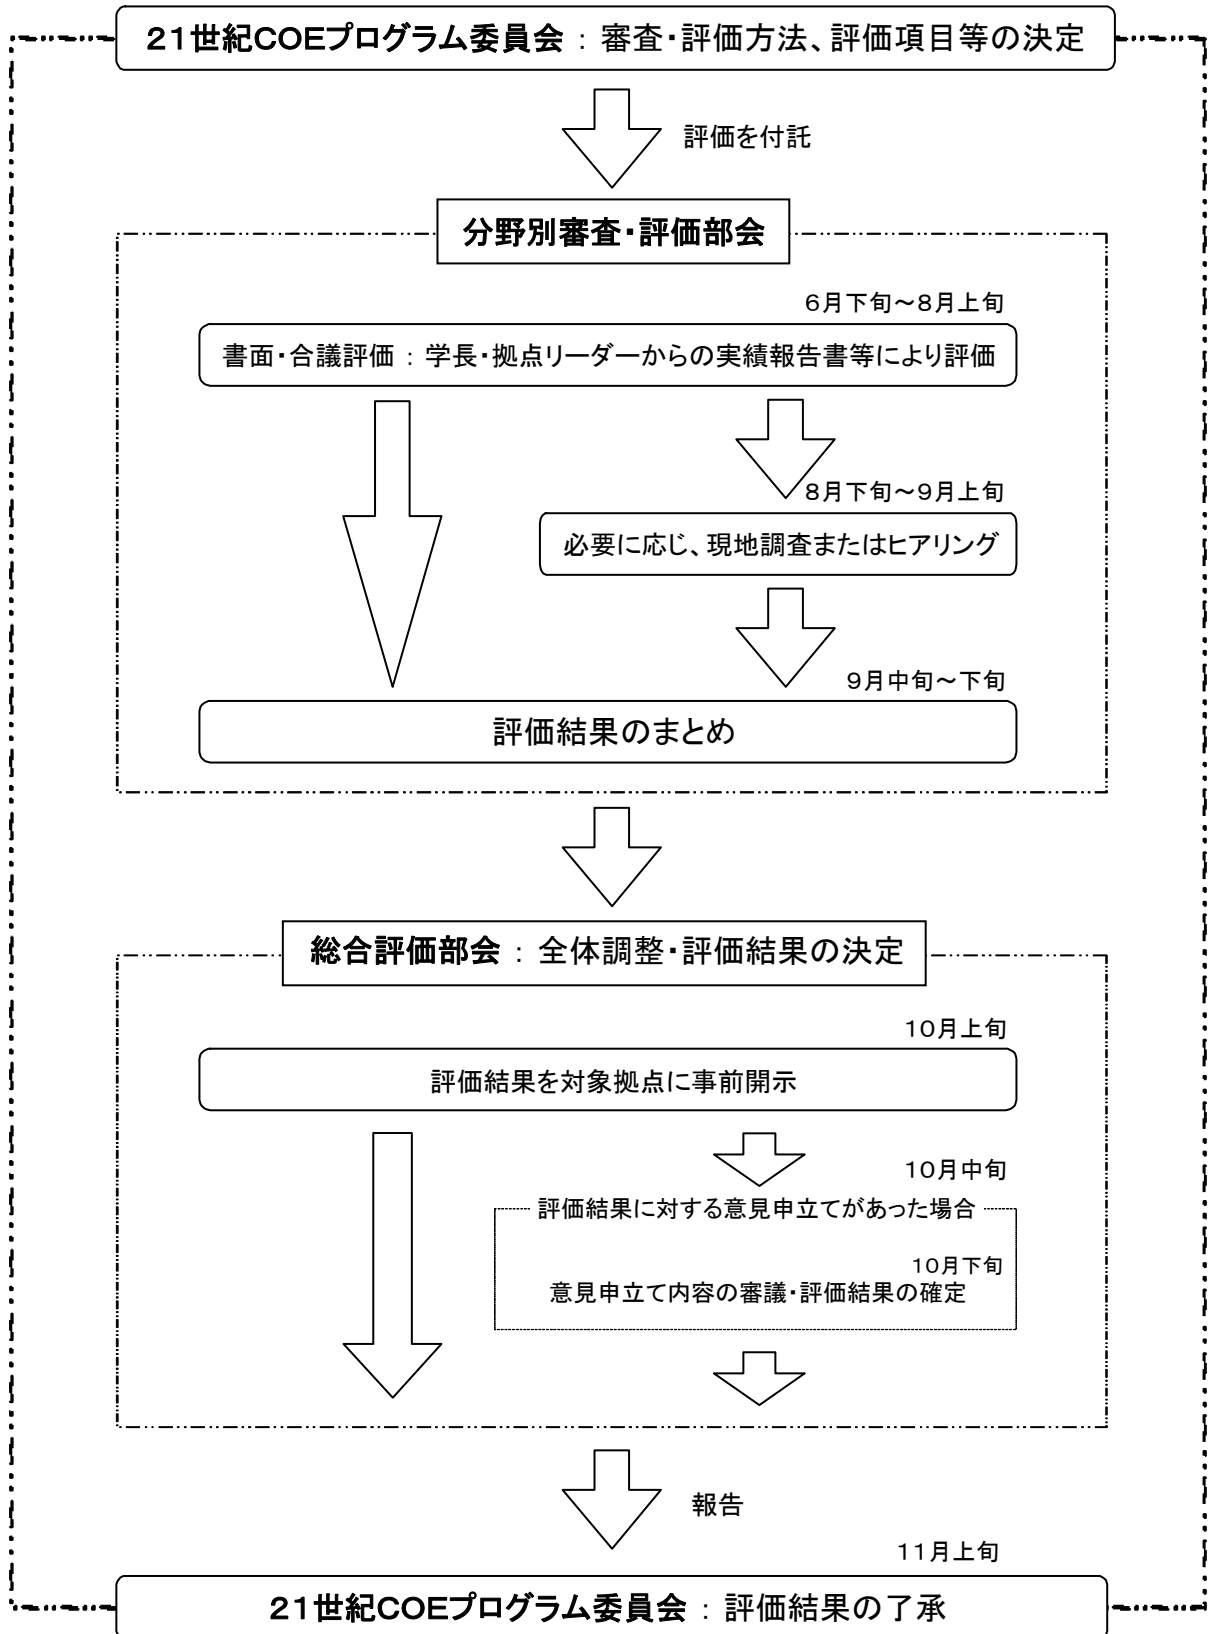 21世紀COEプログラム委員会 : 審査・評価方法、評価項目等の決定
評価を付託
分野別審査・評価部会
6月下旬~8月上旬
書面・合議評価 : 学長・拠点リーダーからの実績報告書等により評価
8月下旬~9月上旬
必要に応じ、現地調査またはヒアリング
9月中旬~下旬
評価結果のまとめ
総合評価部会 : 全体調整・評価結果の決定
10月上旬
評価結果を対象拠点に事前開示
10月中旬
評価結果に対する意見申立てがあった場合
10月下旬
意見申立て内容の審議・評価結果の確定
報告
11月上旬
21世紀COEプログラム委員会 : 評価結果の了承